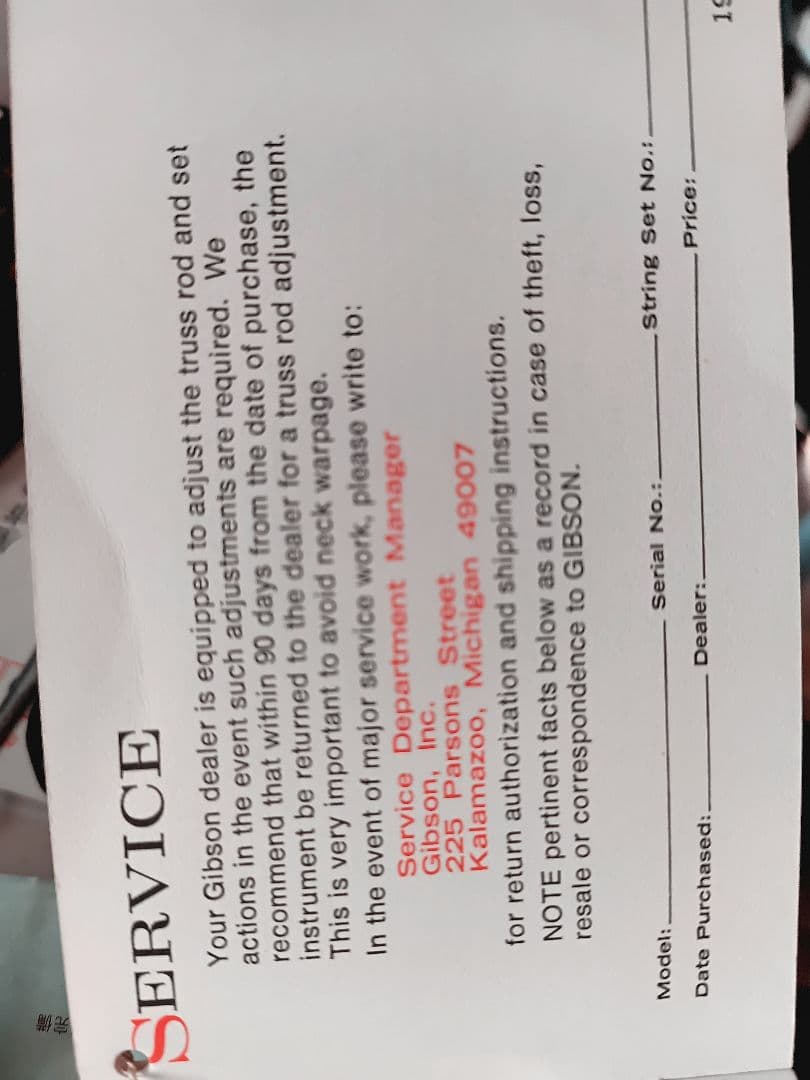 SERVICE
Your Gibson dealer is equipped to adjust the truss rod and set
actions in the event such adjustments are required. We
recommend that within 90 days from the date of purchase, the
instrument be returned to the dealer for a truss rod adjustment.
This is very important to avoid neck warpage.
In the event of major service work, please write to:
Service Department Manager
Gibson, Inc.
225 Parsons Street
Kalamazoo, Michigan 49007
for return authorization and shipping instructions.
NOTE pertinent facts below as a record in case of theft, loss,
resale or correspondence to GIBSON.
Model: Serial No.: String Set No.:
Date Purchased: Dealer: Price: